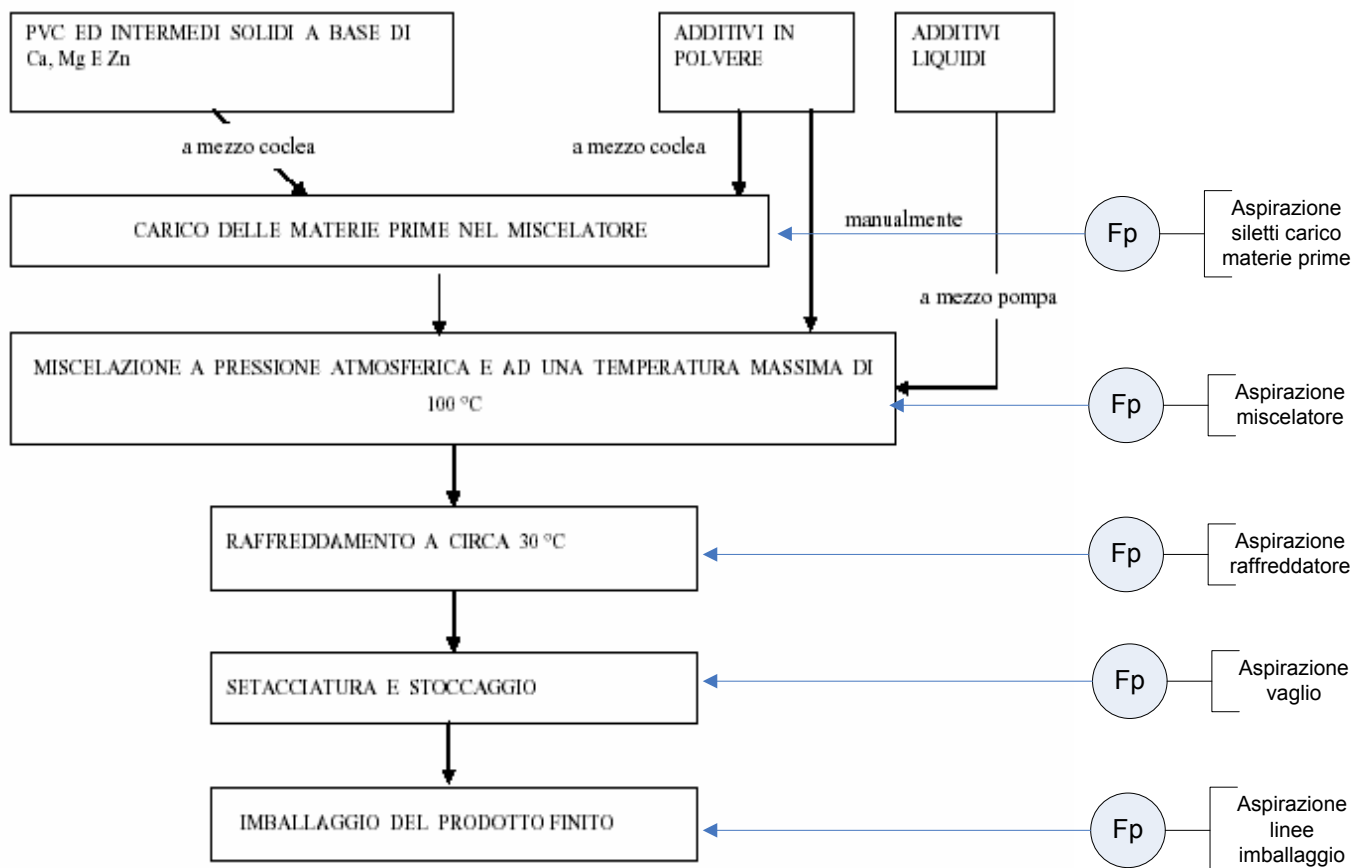 PVC ED INTERMEDI SOLIDI A BASE DI
Ca, Mg E Zn
ADDITIVI IN
POLVERE
ADDITIVI
LIQUIDI
a mezzo coclea
a mezzo coclea
CARICO DELLE MATERIE PRIME NEL MISCELATORE
manualmente
Fp
Aspirazione
siletti carico
materie prime
a mezzo pompa
MISCELAZIONE A PRESSIONE ATMOSFERICA E AD UNA TEMPERATURA MASSIMA DI
100 °C
Fp
Aspirazione
miscelatore
RAFFREDDAMENTO A CIRCA 30 °C
Fp
Aspirazione
raffreddatore
SETACCIATURA E STOCCAGGIO
Fp
Aspirazione
vaglio
IMBALLAGGIO DEL PRODOTTO FINITO
Fp
Aspirazione
linee
imballaggio